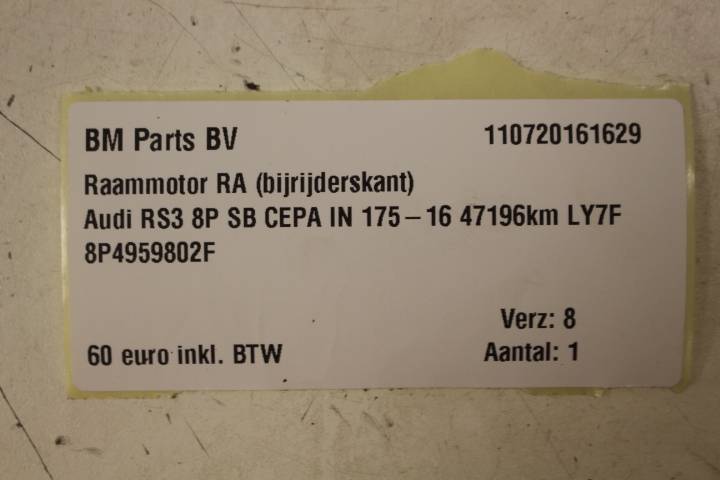 BM Parts BV 110720161629
Raammotor RA (bijrijderskant)
Audi RS3 8P SB CEPA IN 175-16 47196km LY7F
8P4959802F
Verz: 8
60 euro inkl. BTW Aantal: 1